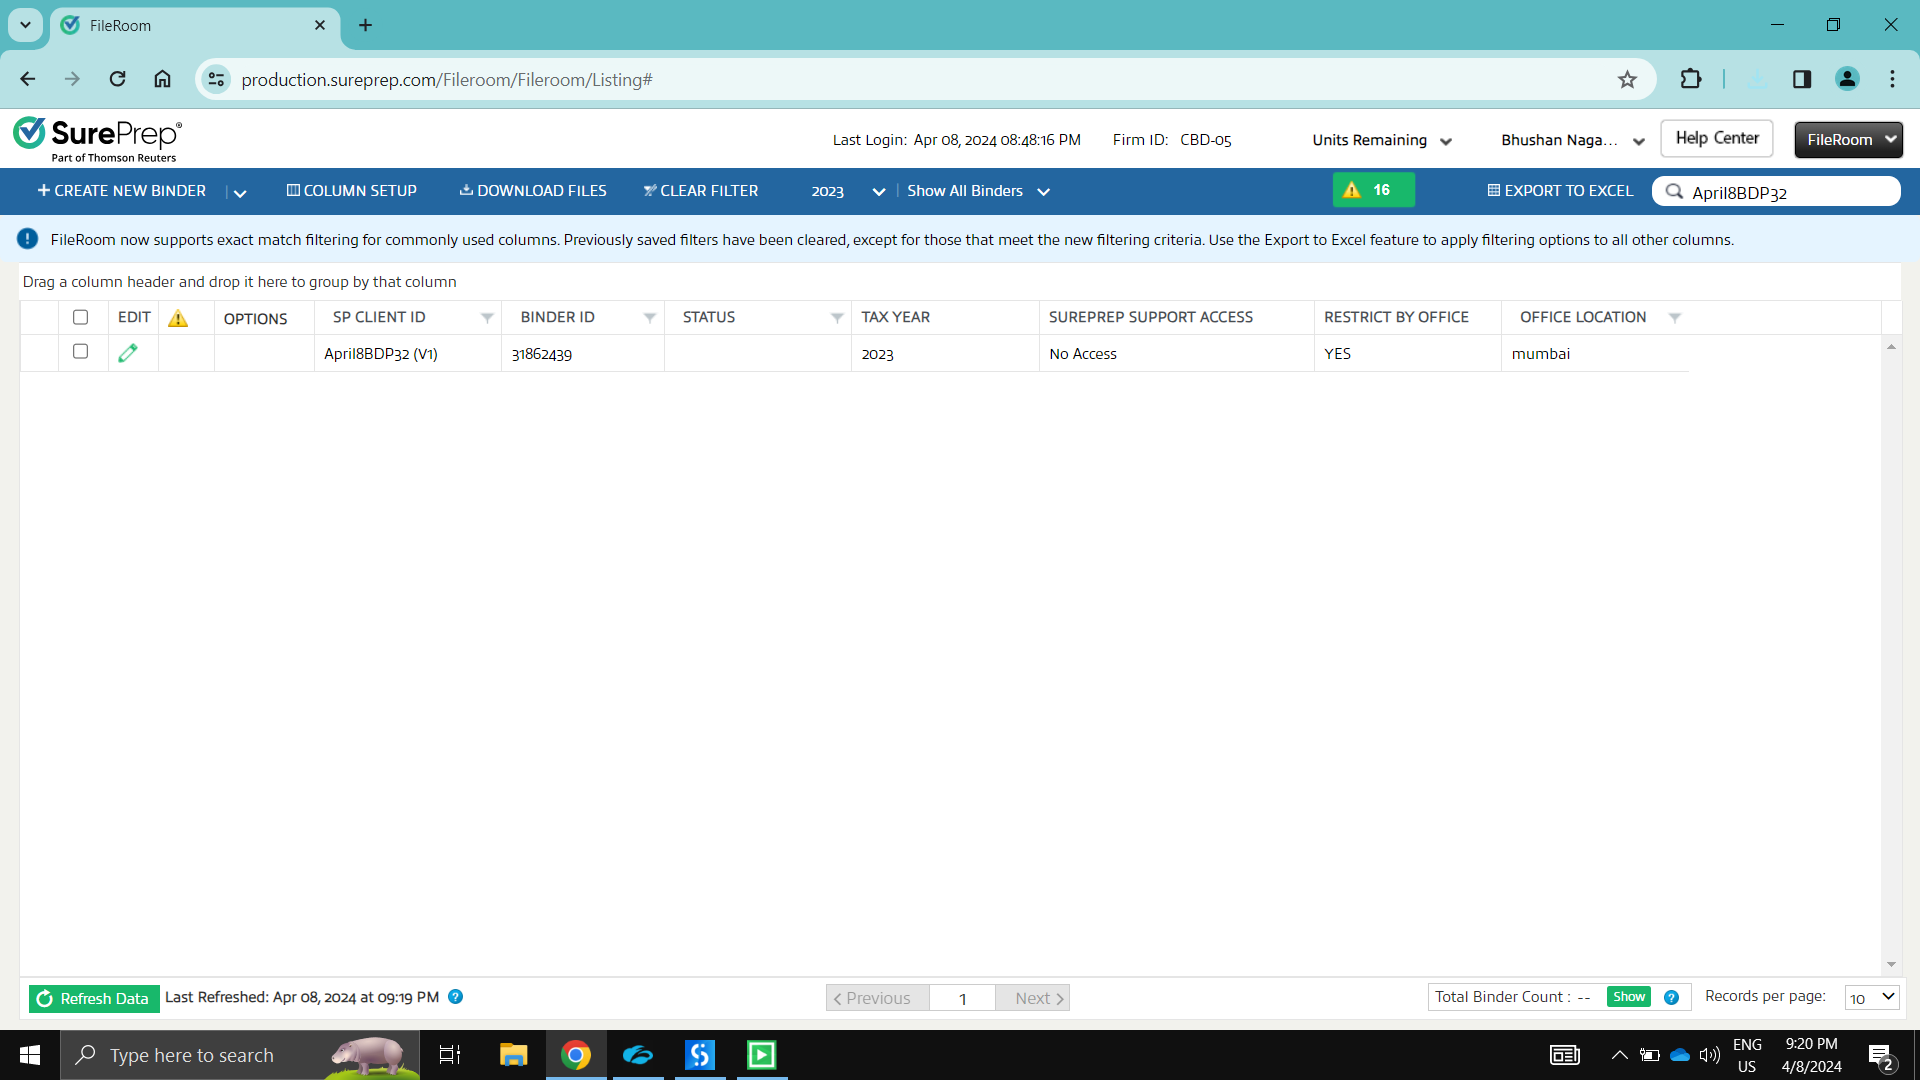 FileRoom
production.sureprep.com/Fileroom/Fileroom/Listing#
SurePrep®
Part of Thomson Reuters
Last Login: Apr 08, 2024 08:48:16 PM
Firm ID: CBD-05
Units Remaining
Bhushan Naga...
Help Center
FileRoom
+ CREATE NEW BINDER
COLUMN SETUP
DOWNLOAD FILES
CLEAR FILTER
2023
Show All Binders
16
EXPORT TO EXCEL
April8BDP32
FileRoom now supports exact match filtering for commonly used columns. Previously saved filters have been cleared, except for those that meet the new filtering criteria. Use the Export to Excel feature to apply filtering options to all other columns.
Drag a column header and drop it here to group by that column
EDIT OPTIONS SP CLIENT ID BINDER ID STATUS TAX YEAR SUREPREP SUPPORT ACCESS RESTRICT BY OFFICE OFFICE LOCATION
April8BDP32 (V1) 31862439 2023 No Access YES mumbai
Refresh Data
Last Refreshed: Apr 08, 2024 at 09:19 PM
Previous
1
Next
Total Binder Count : --
Show
Records per page:
10
Type here to search
ENG
US
9:20 PM
4/8/2024
2